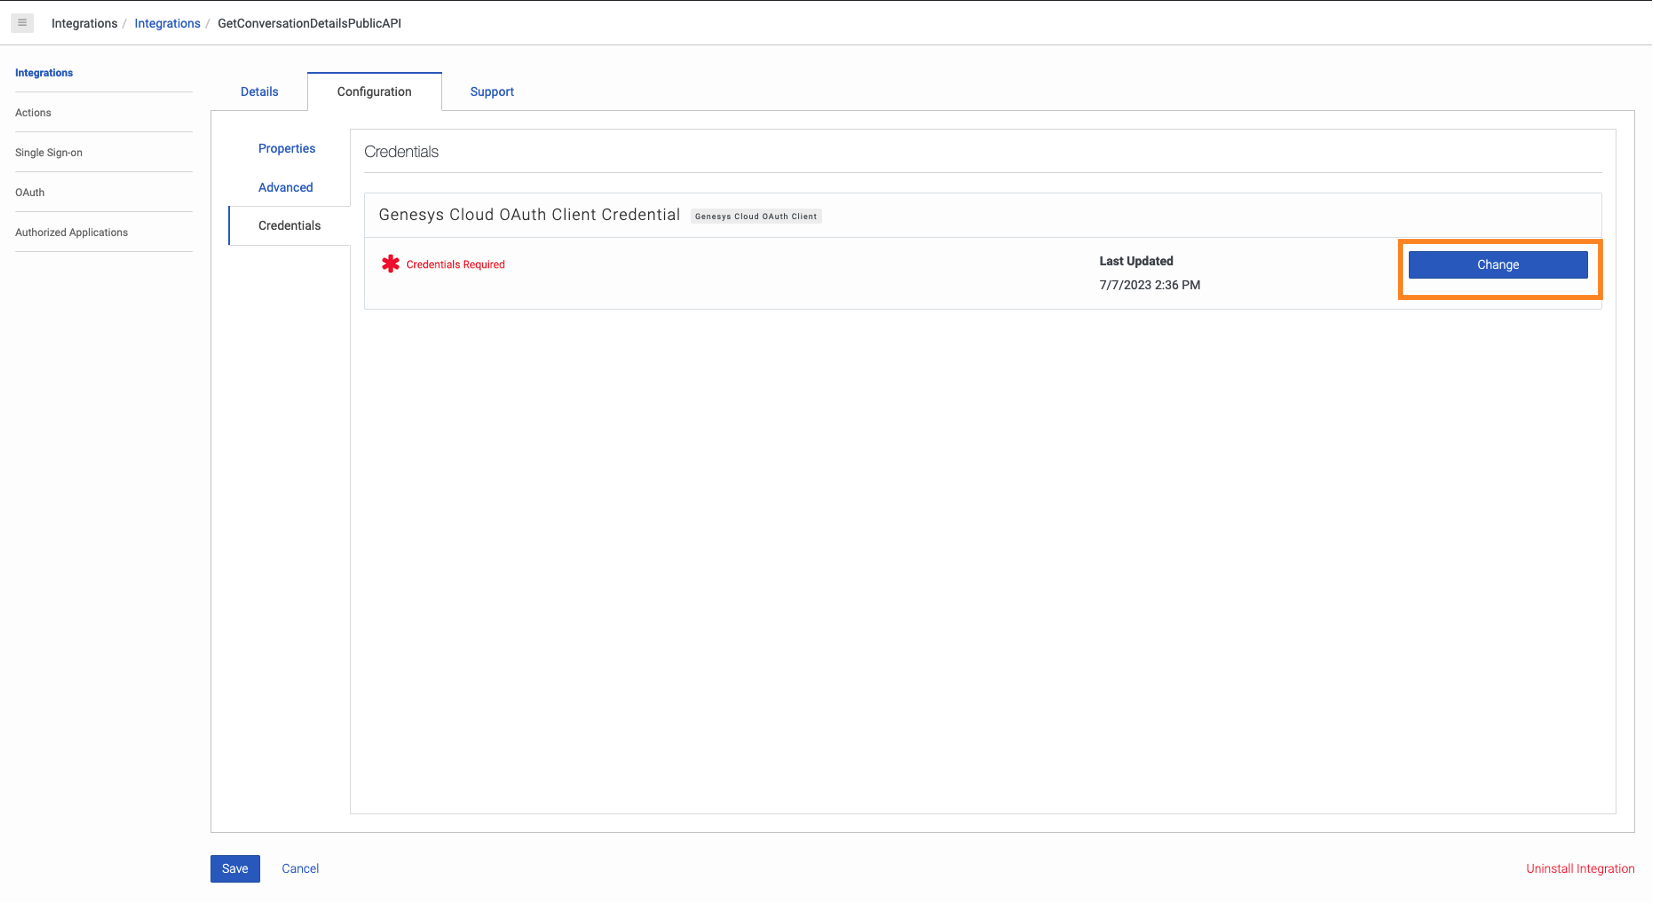 Integrations / Integrations / GetConversationDetailsPublicAPI
Integrations
Actions
Single Sign-on
OAuth
Authorized Applications
Details Configuration Support
Properties
Advanced
Credentials
Credentials
Genesys Cloud OAuth Client Credential Genesys Cloud OAuth Client
Credentials Required
Last Updated
7/7/2023 2:36 PM
Change
Save Cancel
Uninstall Integration